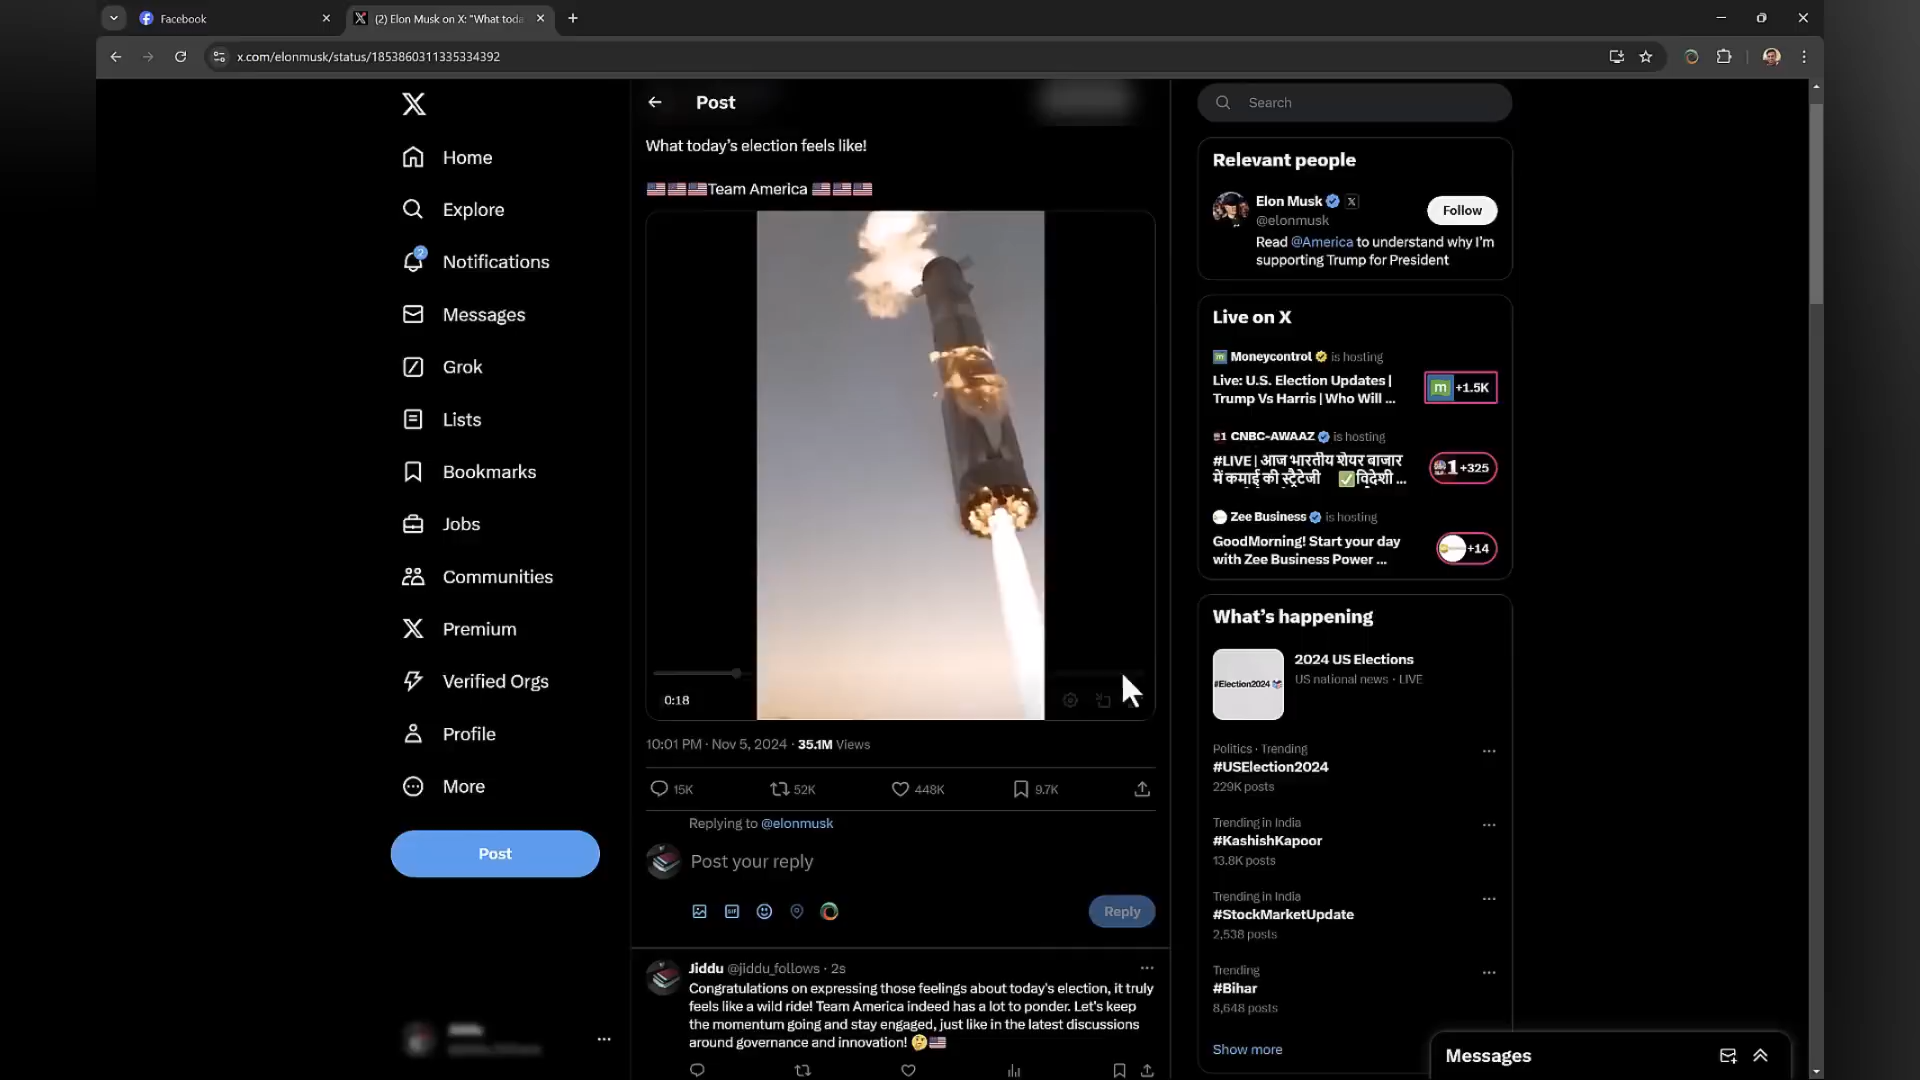 Facebook
(2) Elon Musk on X: "What toda
x.com/elonmusk/status/1853860311335334392
Home
Explore
2
Notifications
Messages
Grok
Lists
Bookmarks
Jobs
Communities
Premium
Verified Orgs
Profile
More
Post
Post
What today's election feels like!
🇺🇸🇺🇸🇺🇸Team America 🇺🇸🇺🇸🇺🇸
0:18
10:01 PM · Nov 5, 2024 · 35.1M Views
15K 52K 448K 9.7K
Replying to @elonmusk
Post your reply
GIF
Reply
Jiddu @jiddu_follows · 2s
Congratulations on expressing those feelings about today's election, it truly
feels like a wild ride! Team America indeed has a lot to ponder. Let's keep
the momentum going and stay engaged, just like in the latest discussions
around governance and innovation! 🤔🇺🇸
Search
Relevant people
Elon Musk
@elonmusk
Follow
Read @America to understand why I'm
supporting Trump for President
Live on X
Moneycontrol is hosting
Live: U.S. Election Updates |
Trump Vs Harris | Who Will ...
m +1.5K
CNBC-AWAAZ is hosting
#LIVE | आज भारतीय शेयर बाजार
में कमाई की स्ट्रैटेजी ✅विदेशी ...
1 +325
Zee Business is hosting
GoodMorning! Start your day
with Zee Business Power ...
+14
What's happening
#Election2024
2024 US Elections
US national news · LIVE
Politics · Trending
#USElection2024
229K posts
Trending in India
#KashishKapoor
13.8K posts
Trending in India
#StockMarketUpdate
2,538 posts
Trending
#Bihar
8,648 posts
Show more
Messages